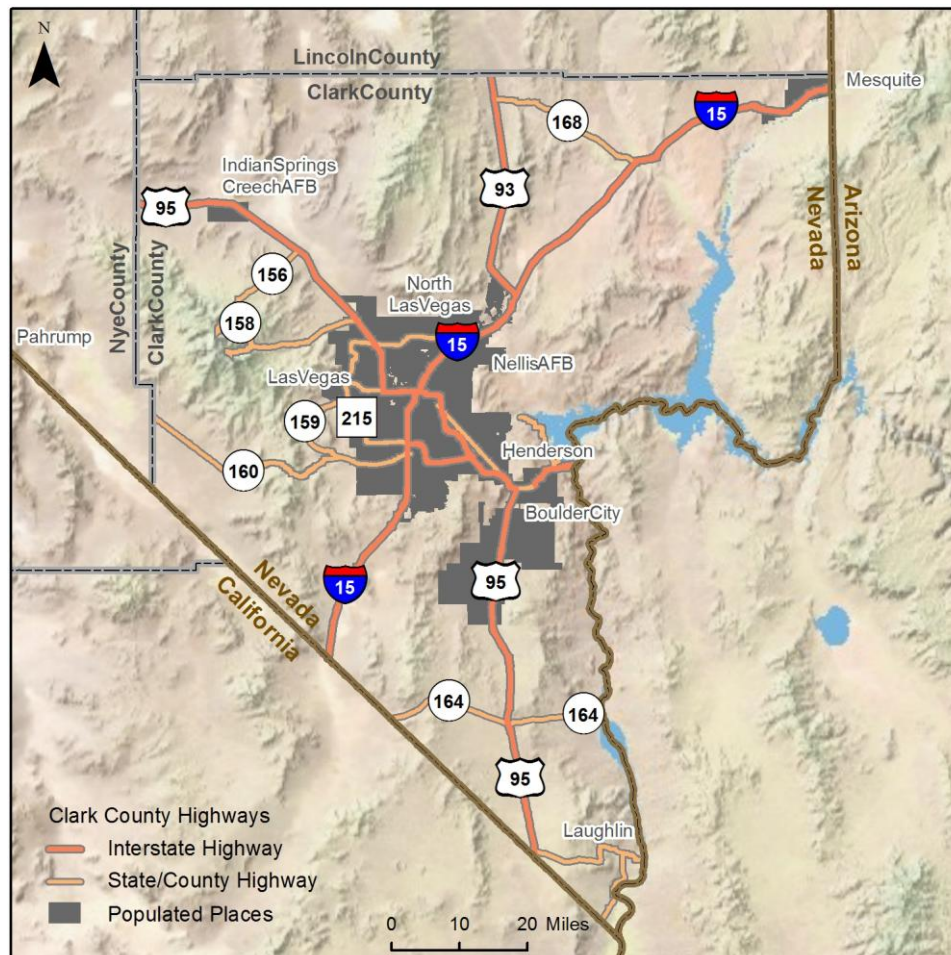 N
LincolnCounty
ClarkCounty
Mesquite
15
168
IndianSprings
CreechAFB
93
95
Arizona
Nevada
156
NyeCounty
ClarkCounty
North
LasVegas
158
Pahrump
15
NellisAFB
LasVegas
159
215
Henderson
160
BoulderCity
95
15
Nevada
California
164
164
95
Clark County Highways
Interstate Highway
State/County Highway
Populated Places
Laughlin
0 10 20 Miles